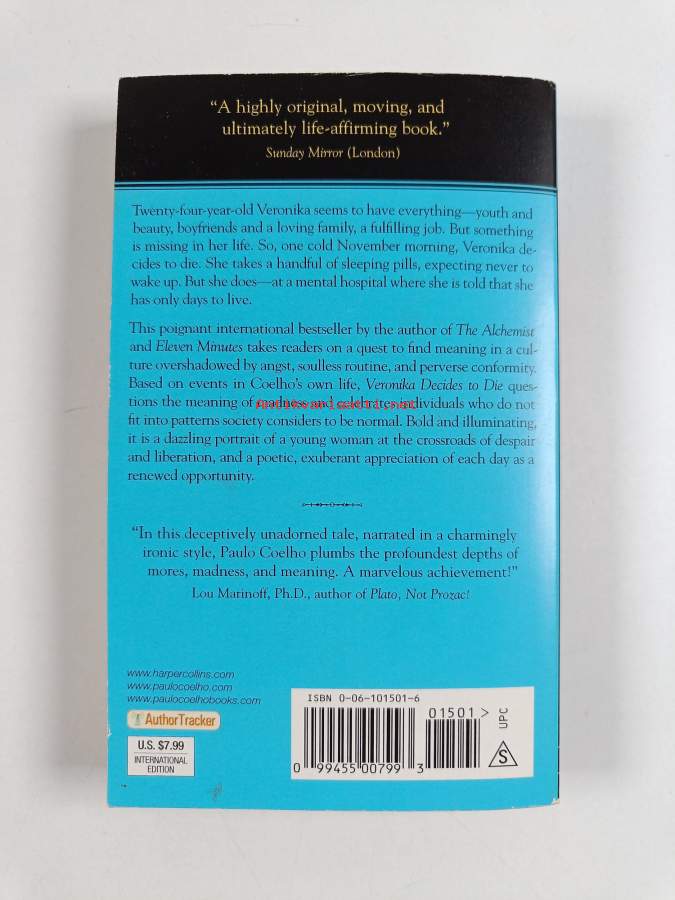 “A highly original, moving, and
ultimately life-affirming book.”
Sunday Mirror (London)
Twenty-four-year-old Veronika seems to have everything—youth and
beauty, boyfriends and a loving family, a fulfilling job. But something
is missing in her life. So, one cold November morning, Veronika de-
cides to die. She takes a handful of sleeping pills, expecting never to
wake up. But she does—at a mental hospital where she is told that she
has only days to live.
This poignant international bestseller by the author of The Alchemist
and Eleven Minutes takes readers on a quest to find meaning in a cul-
ture overshadowed by angst, soulless routine, and perverse conformity.
Based on events in Coelho's own life, Veronika Decides to Die ques-
tions the meaning of madness and celebrates individuals who do not
antikvariaatti.net
fit into patterns society considers to be normal. Bold and illuminating,
it is a dazzling portrait of a young woman at the crossroads of despair
and liberation, and a poetic, exuberant appreciation of each day as a
renewed opportunity.
“In this deceptively unadorned tale, narrated in a charmingly
ironic style, Paulo Coelho plumbs the profoundest depths of
mores, madness, and meaning. A marvelous achievement!”
Lou Marinoff, Ph.D., author of Plato, Not Prozac!
www.harpercollins.com
www.paulocoelho.com
www.paulocoelhobooks.com
AuthorTracker
U.S. $7.99
INTERNATIONAL
EDITION
ISBN 0-06-101501-6
01501 >
UPC
0 99455 00799 3
S